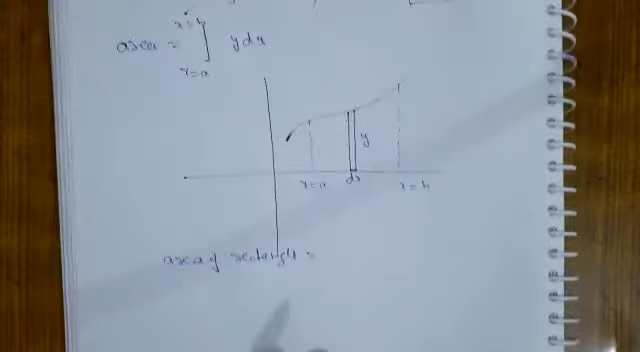 x=b
area = ∫ y dx
x=a
y
x=a dx x=b
area of rectangle =